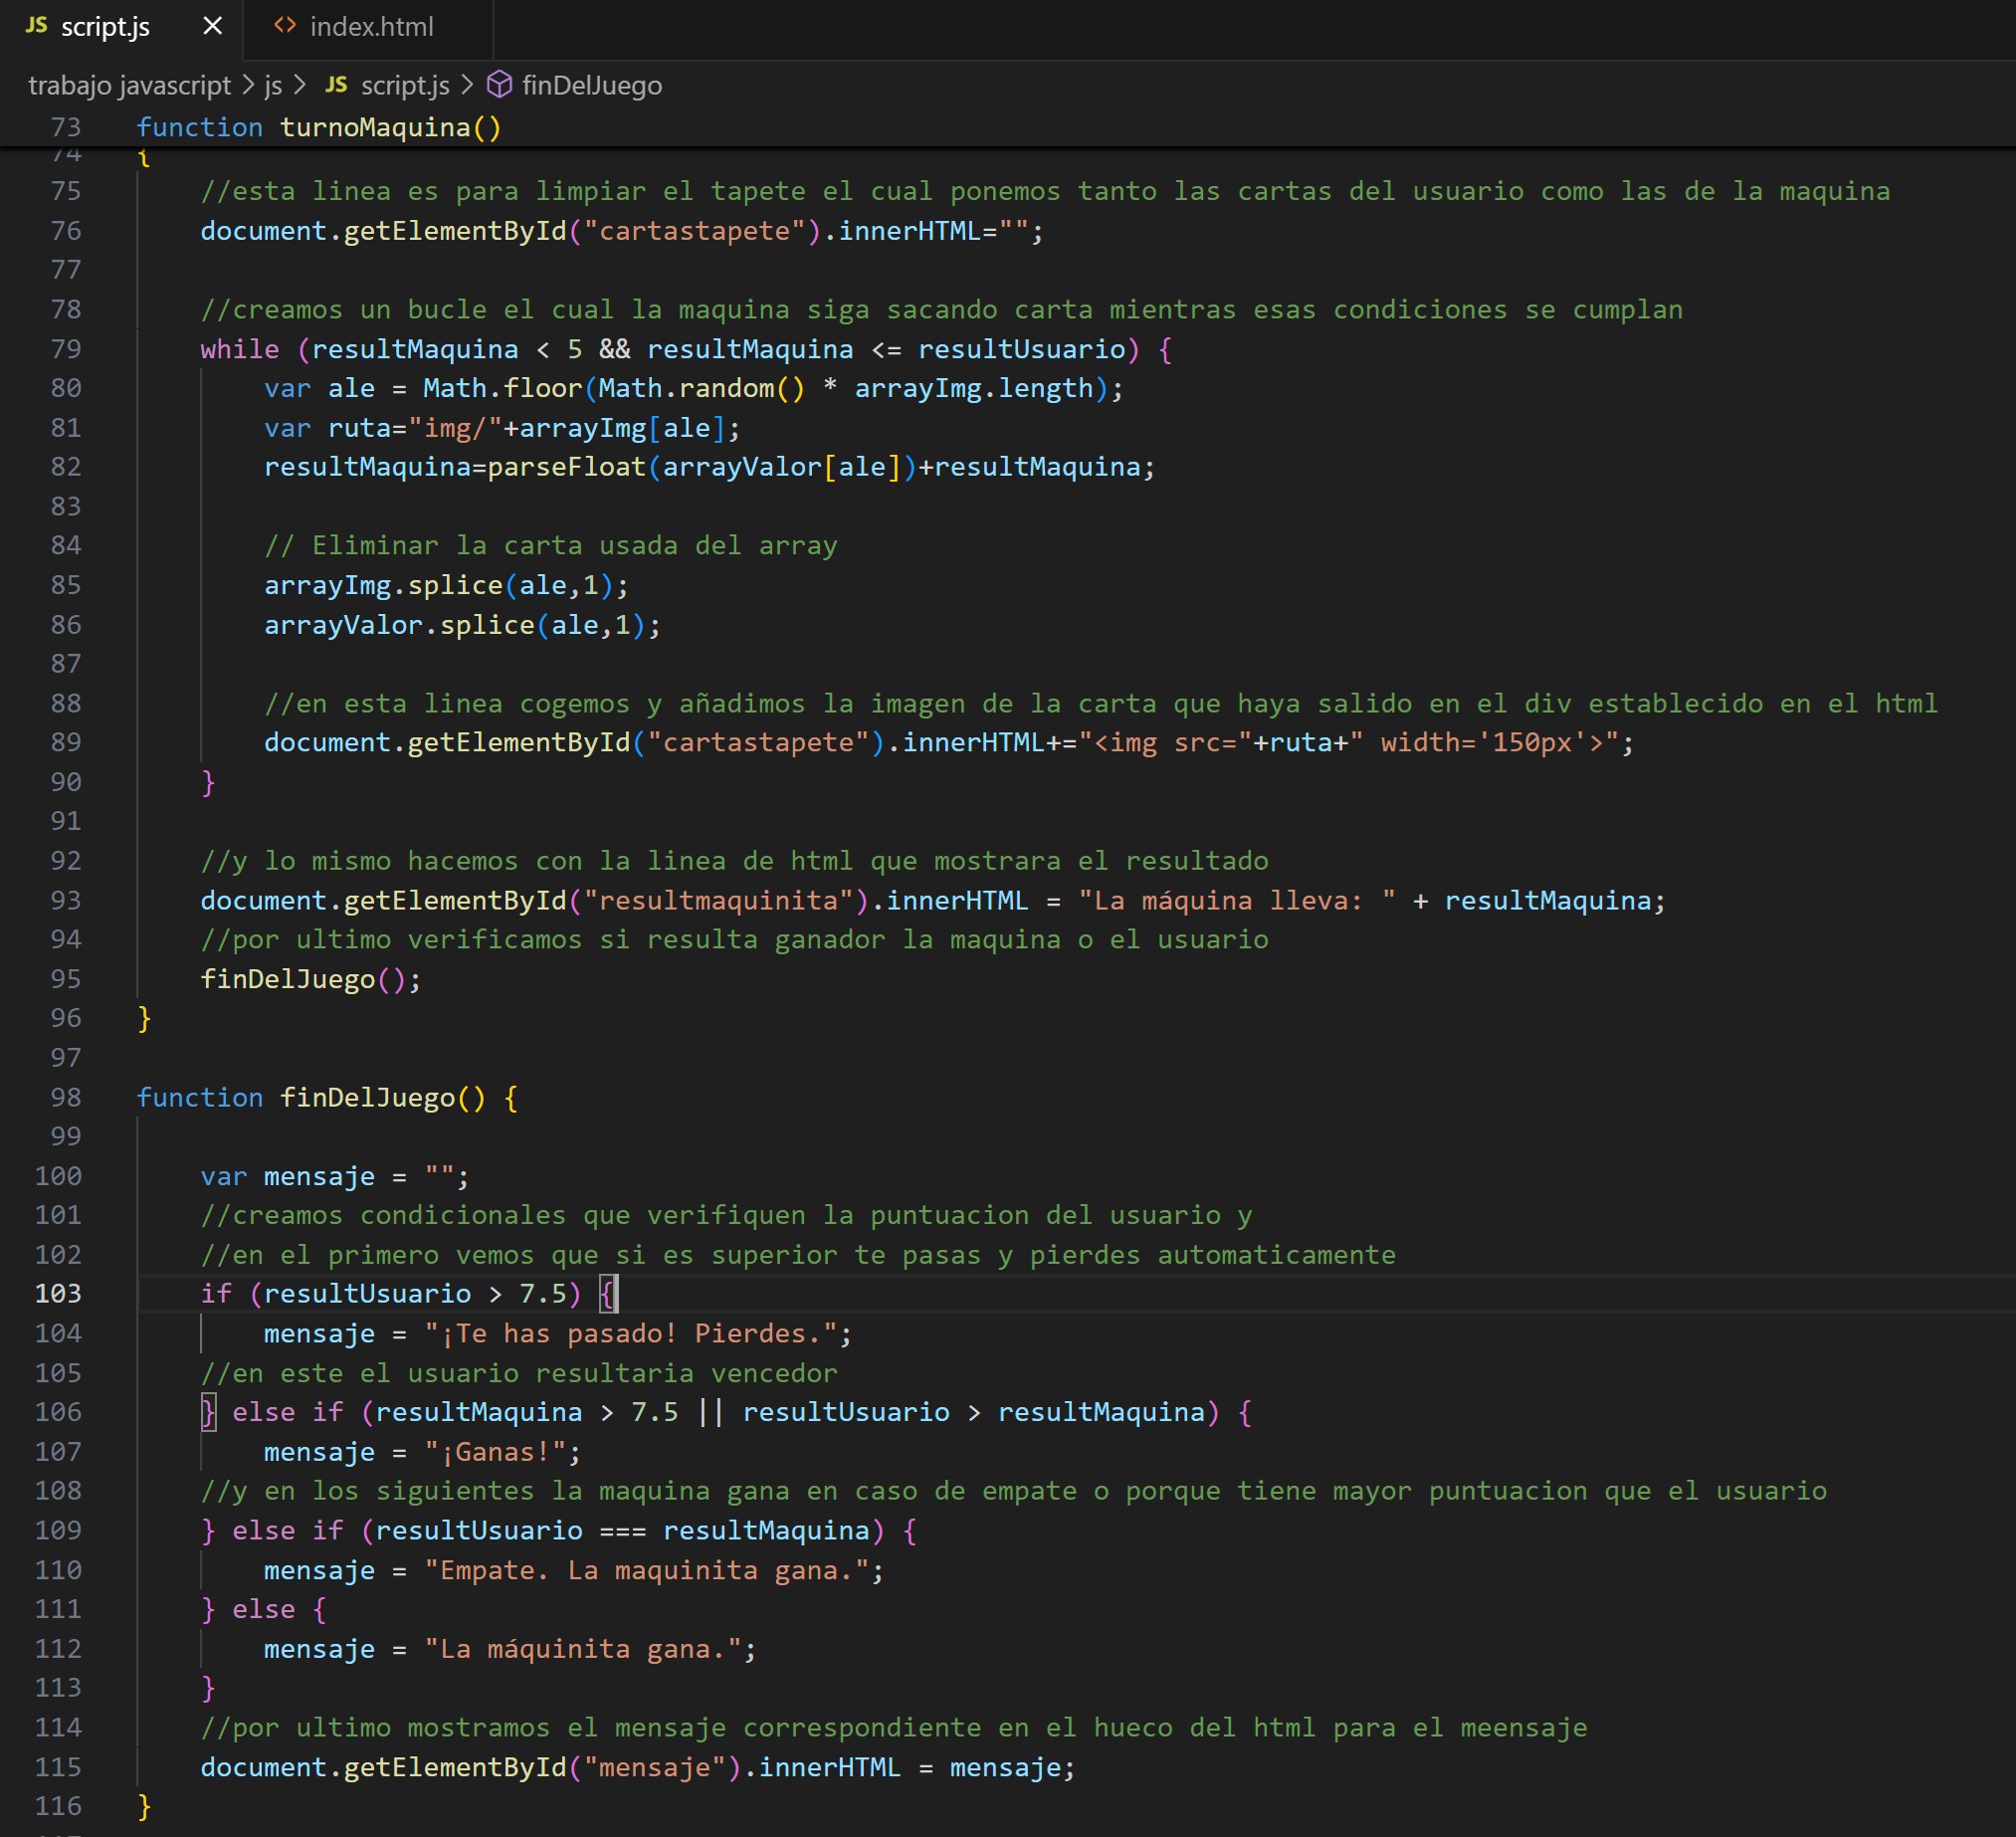 JS script.js × <> index.html
trabajo javascript > js > JS script.js > finDelJuego
73 function turnoMaquina()
74 {
75 //esta linea es para limpiar el tapete el cual ponemos tanto las cartas del usuario como las de la maquina
76 document.getElementById("cartastapete").innerHTML="";
77
78 //creamos un bucle el cual la maquina siga sacando carta mientras esas condiciones se cumplan
79 while (resultMaquina < 5 && resultMaquina <= resultUsuario) {
80 var ale = Math.floor(Math.random() * arrayImg.length);
81 var ruta="img/"+arrayImg[ale];
82 resultMaquina=parseFloat(arrayValor[ale])+resultMaquina;
83
84 // Eliminar la carta usada del array
85 arrayImg.splice(ale,1);
86 arrayValor.splice(ale,1);
87
88 //en esta linea cogemos y añadimos la imagen de la carta que haya salido en el div establecido en el html
89 document.getElementById("cartastapete").innerHTML+="<img src="+ruta+" width='150px'>";
90 }
91
92 //y lo mismo hacemos con la linea de html que mostrara el resultado
93 document.getElementById("resultmaquinita").innerHTML = "La máquina lleva: " + resultMaquina;
94 //por ultimo verificamos si resulta ganador la maquina o el usuario
95 finDelJuego();
96 }
97
98 function finDelJuego() {
99
100 var mensaje = "";
101 //creamos condicionales que verifiquen la puntuacion del usuario y
102 //en el primero vemos que si es superior te pasas y pierdes automaticamente
103 if (resultUsuario > 7.5) {
104 mensaje = "¡Te has pasado! Pierdes.";
105 //en este el usuario resultaria vencedor
106 } else if (resultMaquina > 7.5 || resultUsuario > resultMaquina) {
107 mensaje = "¡Ganas!";
108 //y en los siguientes la maquina gana en caso de empate o porque tiene mayor puntuacion que el usuario
109 } else if (resultUsuario === resultMaquina) {
110 mensaje = "Empate. La maquinita gana.";
111 } else {
112 mensaje = "La máquinita gana.";
113 }
114 //por ultimo mostramos el mensaje correspondiente en el hueco del html para el meensaje
115 document.getElementById("mensaje").innerHTML = mensaje;
116 }